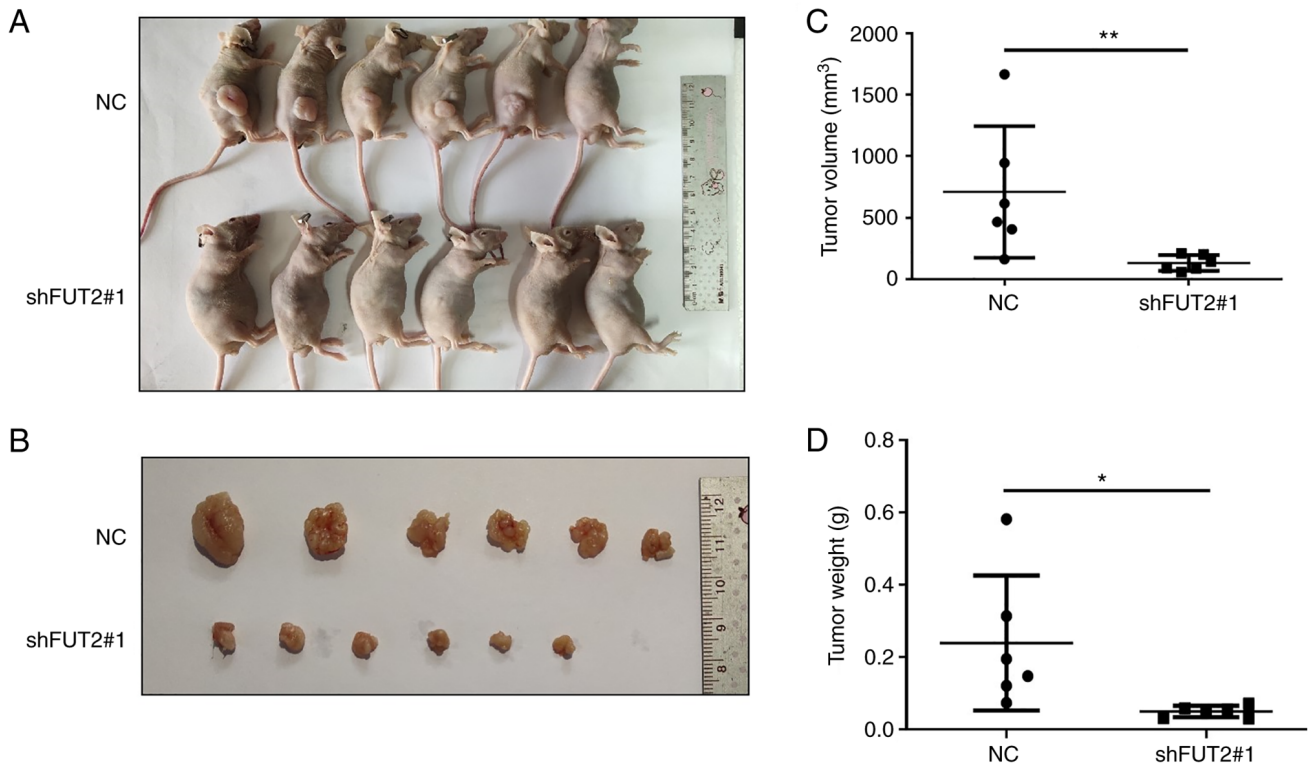 A
NC
shFUT2#1
B
NC
shFUT2#1
12
11
10
9
8
C
Tumor volume (mm³)
2000
1500
1000
500
0
**
NC
shFUT2#1
D
Tumor weight (g)
0.8
0.6
0.4
0.2
0.0
*
NC
shFUT2#1